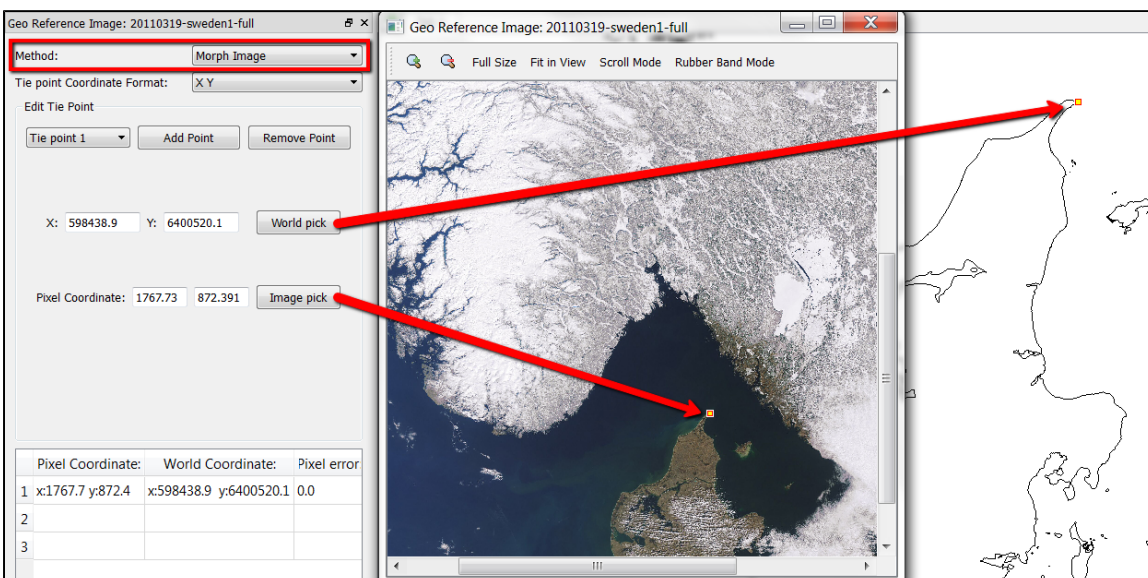 Geo Reference Image: 20110319-sweden1-full
Method: Morph Image
Tie point Coordinate Format: X Y
Edit Tie Point
Tie point 1 Add Point Remove Point
X: 598438.9 Y: 6400520.1 World pick
Pixel Coordinate: 1767.73 872.391 Image pick
Pixel Coordinate: World Coordinate: Pixel error
1 x:1767.7 y:872.4 x:598438.9 y:6400520.1 0.0
2
3
Geo Reference Image: 20110319-sweden1-full
Full Size Fit in View Scroll Mode Rubber Band Mode